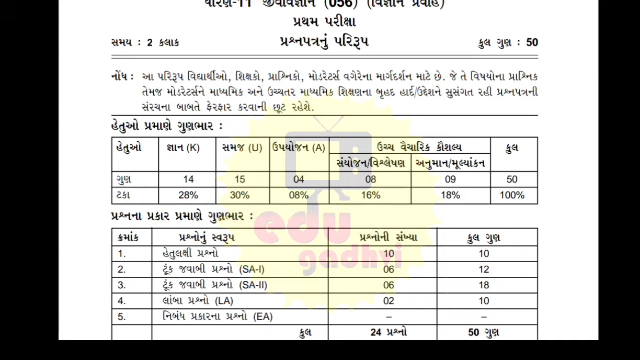 ધોરણ-11 જીવવિજ્ઞાન (056) (વિજ્ઞાન પ્રવાહ)
પ્રથમ પરીક્ષા
સમય : 2 કલાક પ્રશ્નપત્રનું પરિરૂપ કુલ ગુણ : 50
નોંધ : આ પરિરૂપ વિદ્યાર્થીઓ, શિક્ષકો, પ્રાશ્નિકો, મોડરેટર્સ વગેરેના માર્ગદર્શન માટે છે. જે તે વિષયોના પ્રાશ્નિક
તેમજ મોડરેટર્સને માધ્યમિક અને ઉચ્ચતર માધ્યમિક શિક્ષણના બૃહદ હાર્દ/ઉદ્દેશને સુસંગત રહી પ્રશ્નપત્રની
સંરચના બાબતે ફેરફાર કરવાની છૂટ રહેશે.
હેતુઓ પ્રમાણે ગુણભાર :
હેતુઓ જ્ઞાન (K) સમજ (U) ઉપયોજન (A) ઉચ્ચ વૈચારિક કૌશલ્ય કુલ
સંયોજન/વિશ્લેષણ અનુમાન/મૂલ્યાંકન
ગુણ 14 15 04 08 09 50
ટકા 28% 30% 08% 16% 18% 100%
પ્રશ્નના પ્રકાર પ્રમાણે ગુણભાર :
ક્રમાંક પ્રશ્નોનું સ્વરૂપ પ્રશ્નોની સંખ્યા કુલ ગુણ
1. હેતુલક્ષી પ્રશ્નો 10 10
2. ટૂંક જવાબી પ્રશ્નો (SA-I) 06 12
3. ટૂંક જવાબી પ્રશ્નો (SA-II) 06 18
4. લાંબા પ્રશ્નો (LA) 02 10
5. નિબંધ પ્રકારના પ્રશ્નો (EA) – –
કુલ 24 પ્રશ્નો 50 ગુણ
edu
gadhvi